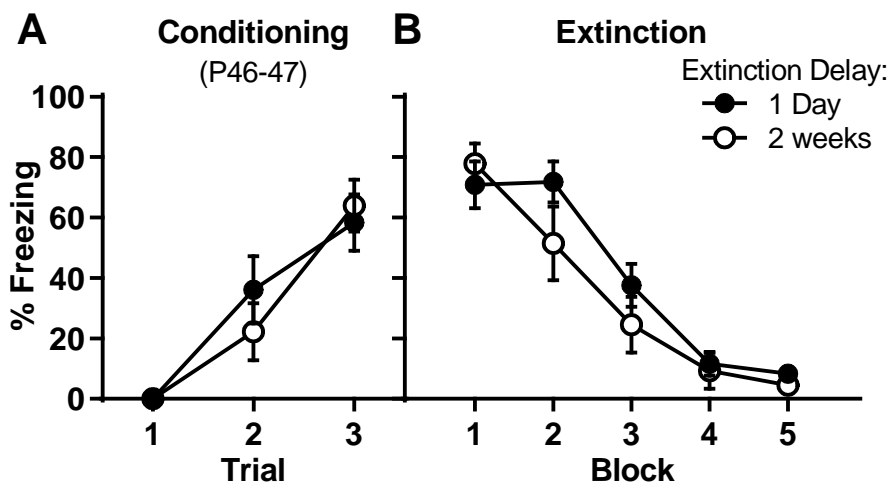 A Conditioning
(P46-47)
B Extinction
Extinction Delay:
1 Day
2 weeks
% Freezing
100
80
60
40
20
0
1 2 3
Trial
1 2 3 4 5
Block